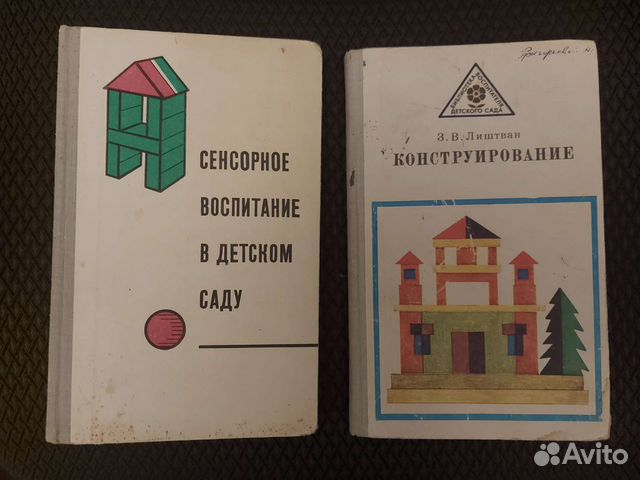 СЕНСОРНОЕ
ВОСПИТАНИЕ
В ДЕТСКОМ
САДУ
БИБЛИОТЕКА ВОСПИТАТЕЛЯ
ДЕТСКОГО САДА
З. В. Лиштван
КОНСТРУИРОВАНИЕ
Avito